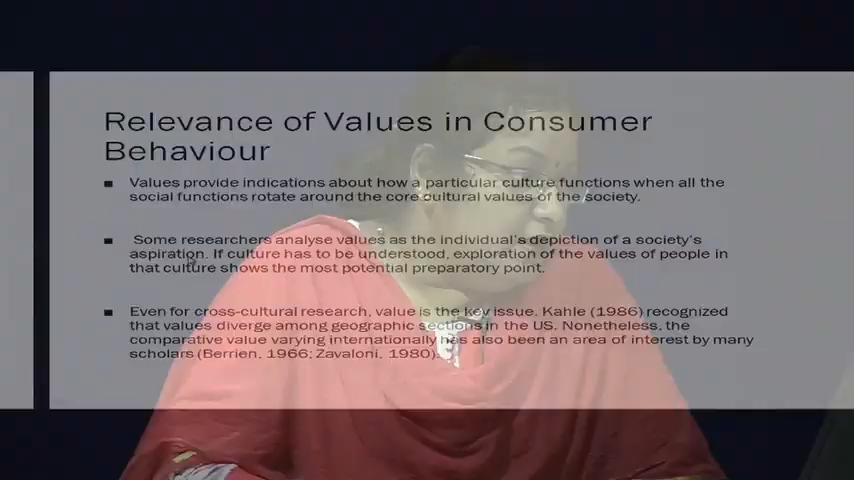 Relevance of Values in Consumer
Behaviour
■ Values provide indications about how a particular culture functions when all the
social functions rotate around the core cultural values of the society.
■ Some researchers analyse values as the individual's depiction of a society's
aspiration. If culture has to be understood, exploration of the values of people in
that culture shows the most potential preparatory point.
■ Even for cross-cultural research, value is the key issue. Kahle (1986) recognized
that values diverge among geographic sections in the US. Nonetheless, the
comparative value varying internationally has also been an area of interest by many
scholars (Berrien, 1966; Zavaloni, 1980).